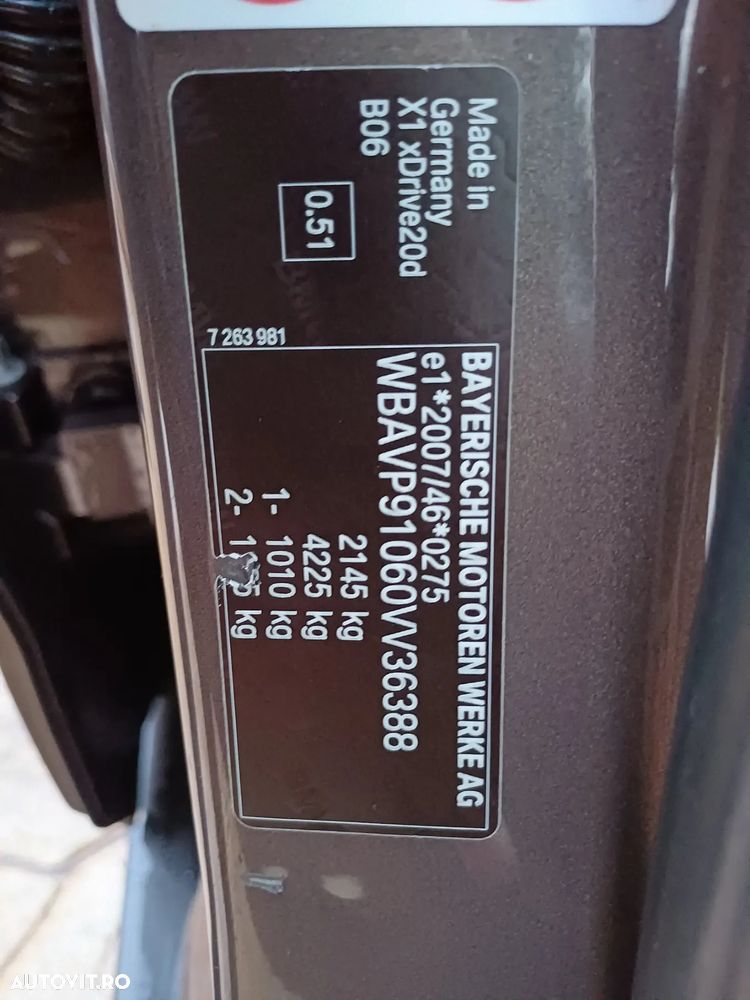 Made in
Germany
X1 xDrive20d
B06
0.51
7 263 981
BAYERISCHE MOTOREN WERKE AG
e1*2007/46*0275
WBAVP91060VV36388
2145 kg
4225 kg
1- 1010 kg
2- kg
AUTOVIT.RO